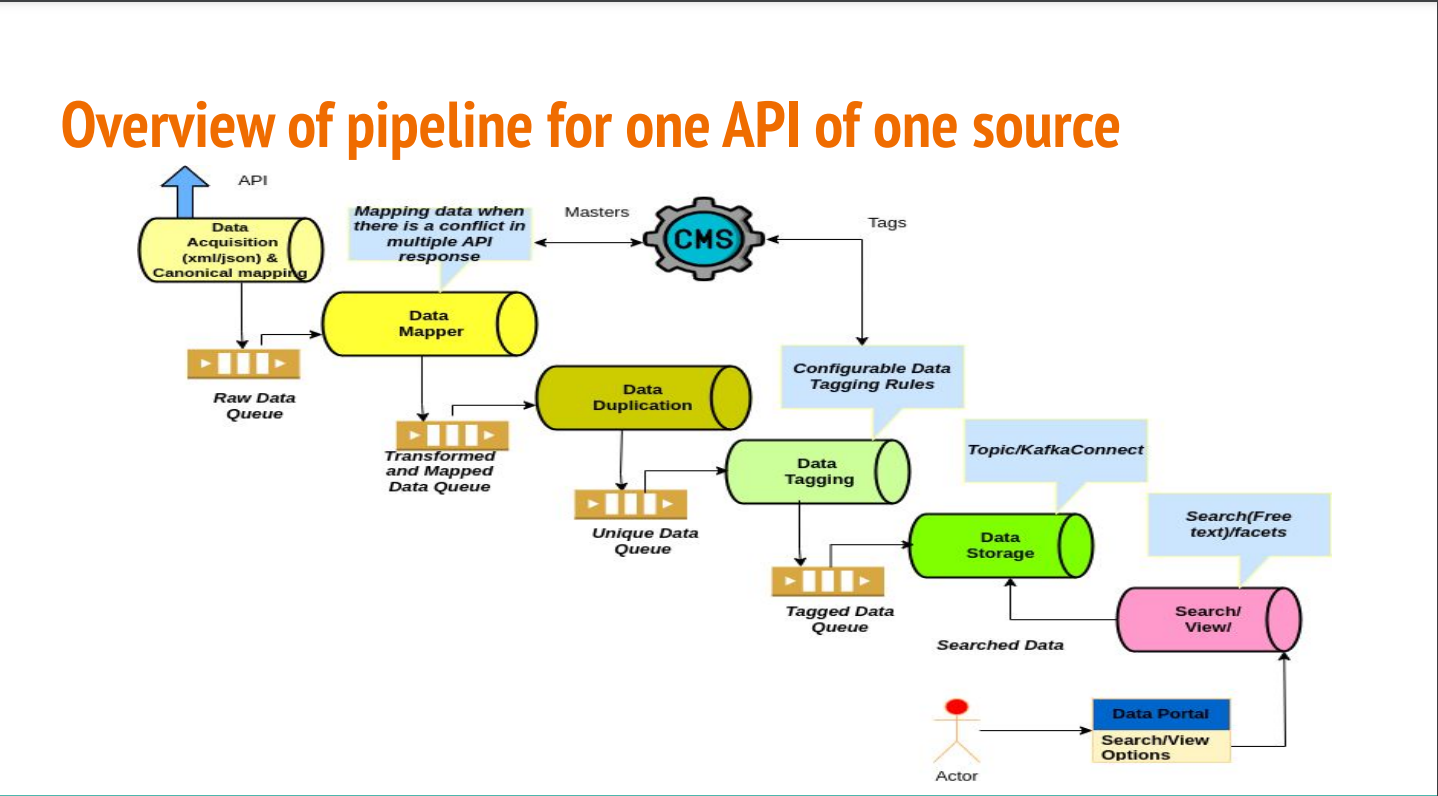 Overview of pipeline for one API of one source
API
Data
Acquisition
(xml/json) &
Canonical mapping
Mapping data when
there is a conflict in
multiple API
response
Masters
CMS
Tags
Data
Mapper
Raw Data
Queue
Configurable Data
Tagging Rules
Data
Duplication
Transformed
and Mapped
Data Queue
Topic/KafkaConnect
Data
Tagging
Unique Data
Queue
Search(Free
text)/facets
Data
Storage
Tagged Data
Queue
Search/
View/
Searched Data
Data Portal
Search/View
Options
Actor